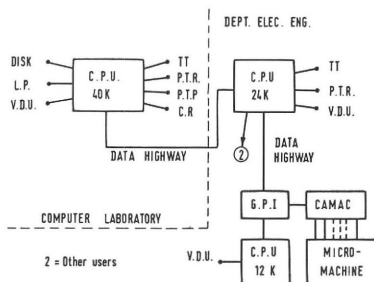 DEPT. ELEC. ENG.
DISK
L.P.
V.D.U.
C.P.U.
40K
TT
P.T.R.
P.T.P
C.R
C.P.U
24K
TT
P.T.R.
V.D.U.
2
DATA HIGHWAY
DATA
HIGHWAY
G.P.I
CAMAC
COMPUTER LABORATORY
2 = Other users
V.D.U.
C.P.U
12 K
MICRO-
MACHINE